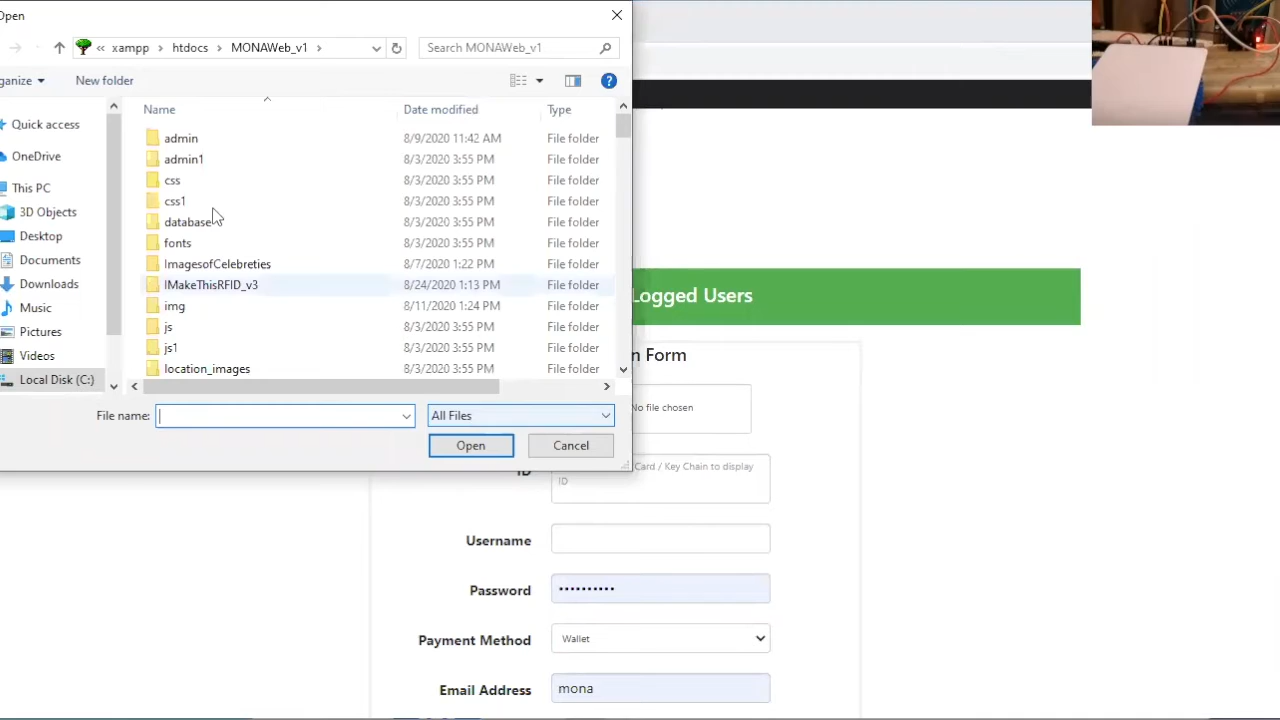 Open
« xampp > htdocs > MONAWeb_v1 >
Search MONAWeb_v1
New folder
Name Date modified Type
Quick access
OneDrive
This PC
3D Objects
Desktop
Documents
Downloads
Music
Pictures
Videos
Local Disk (C:)
admin 8/9/2020 11:42 AM File folder
admin1 8/3/2020 3:55 PM File folder
css 8/3/2020 3:55 PM File folder
css1 8/3/2020 3:55 PM File folder
database 8/3/2020 3:55 PM File folder
fonts 8/3/2020 3:55 PM File folder
ImagesofCelebreties 8/7/2020 1:22 PM File folder
IMakeThisRFID_v3 8/24/2020 1:13 PM File folder
img 8/11/2020 1:24 PM File folder
js 8/3/2020 3:55 PM File folder
js1 8/3/2020 3:55 PM File folder
location_images 8/3/2020 3:55 PM File folder
File name: All Files
Open Cancel
Logged Users
n Form
No file chosen
ID
Card / Key Chain to display
ID
Username
Password ••••••••••
Payment Method Wallet
Email Address mona